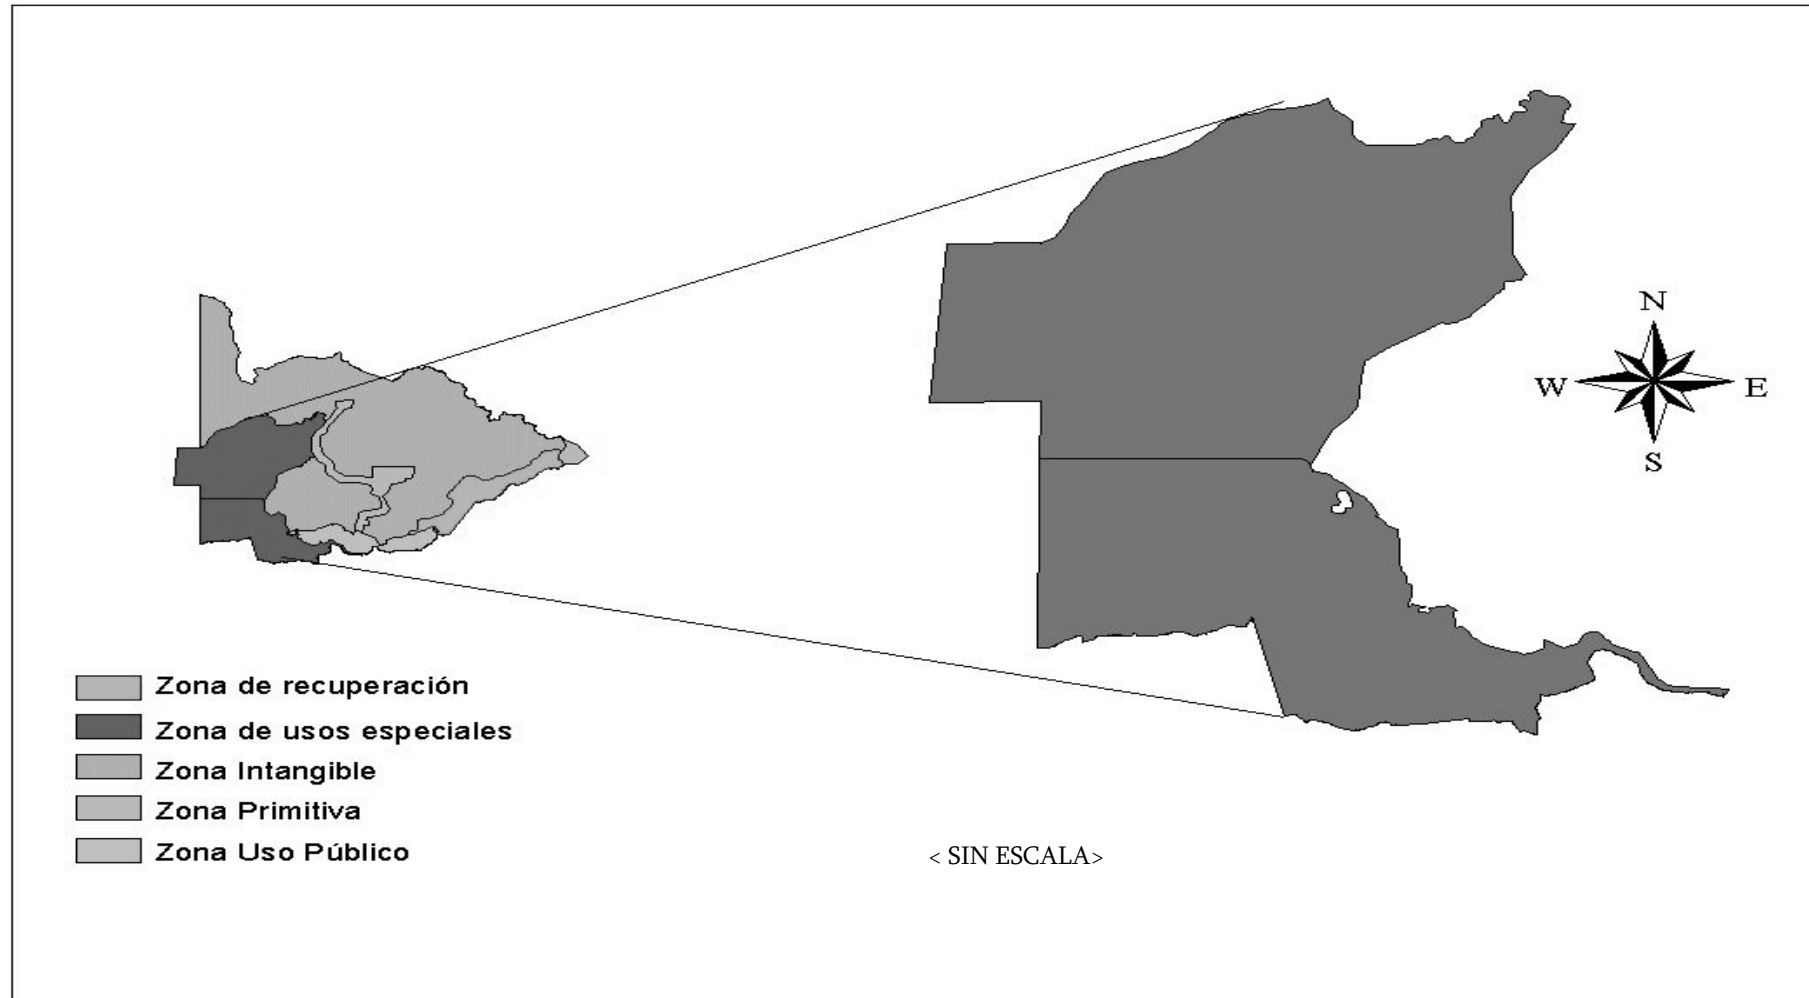 N
W E
S
Zona de recuperación
Zona de usos especiales
Zona Intangible
Zona Primitiva
Zona Uso Público
< SIN ESCALA>